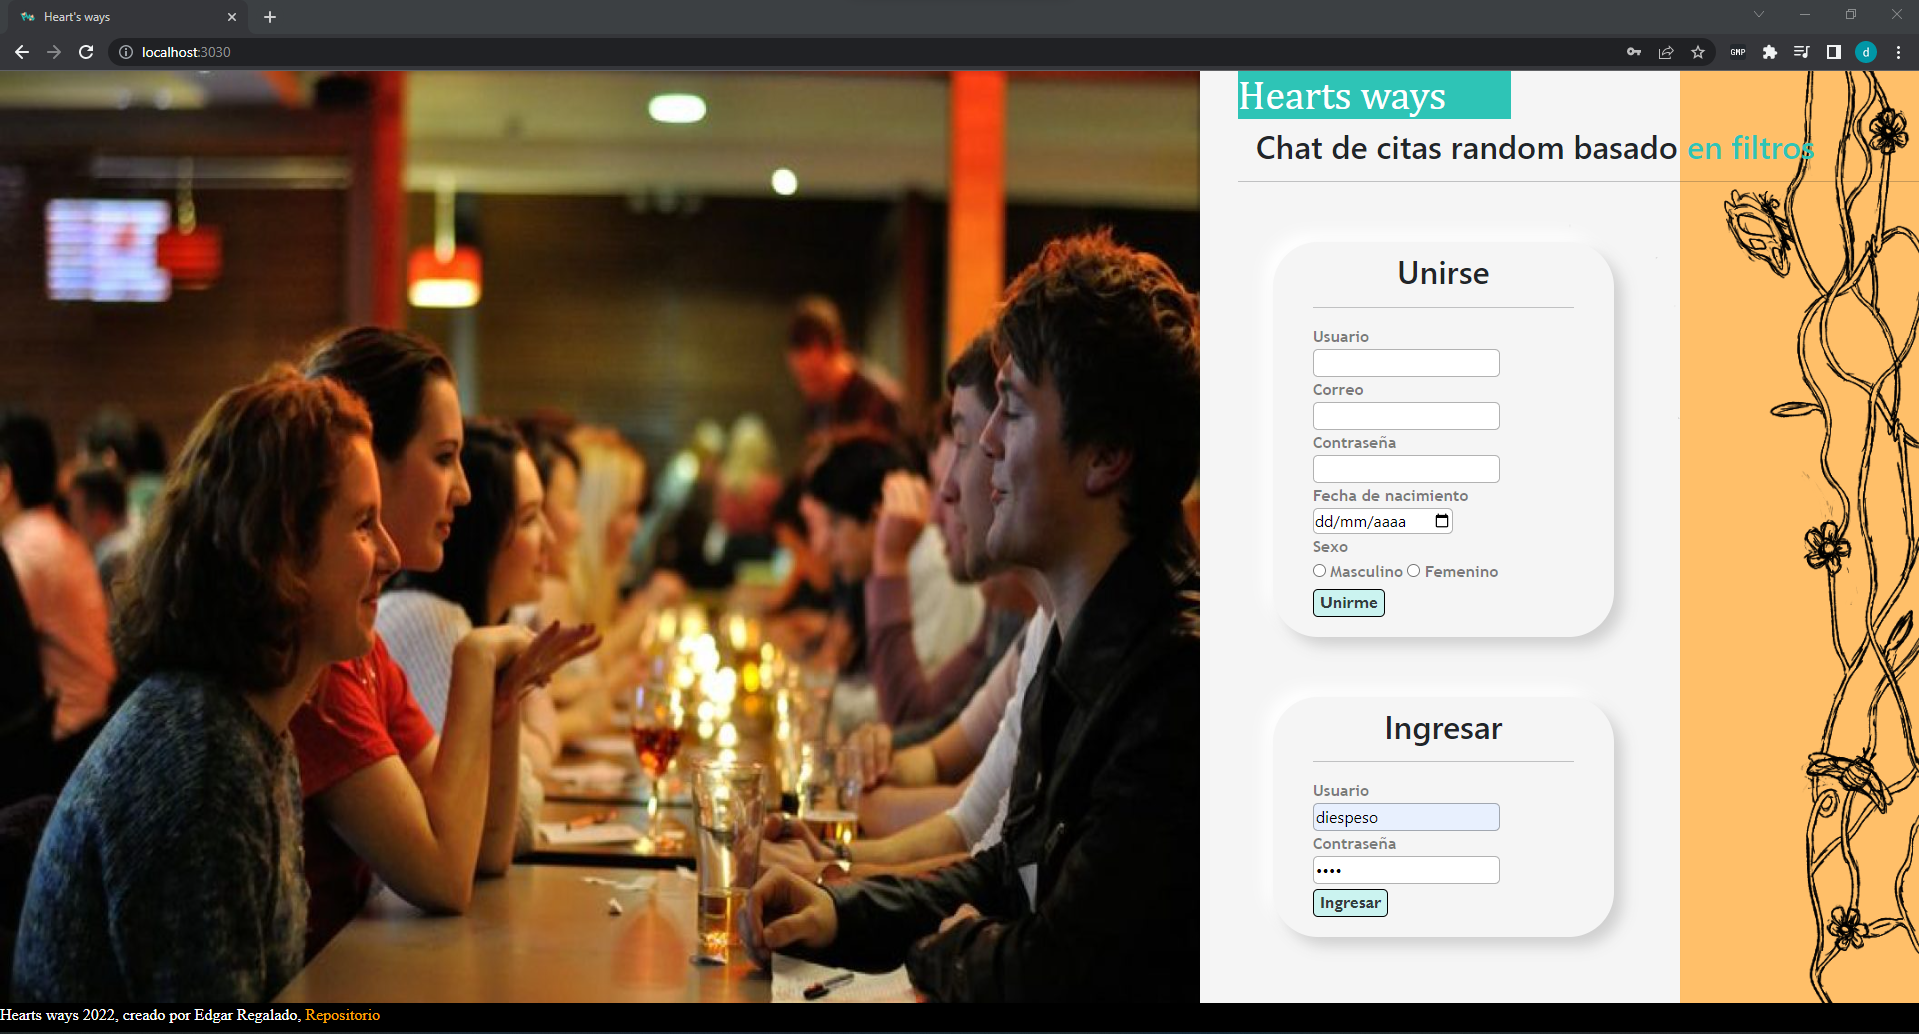 Heart's ways
localhost:3030
GMP
d
Hearts ways
Chat de citas random basado en filtros
Unirse
Usuario
Correo
Contraseña
Fecha de nacimiento
dd/mm/aaaa
Sexo
Masculino Femenino
Unirme
Ingresar
Usuario
diespeso
Contraseña
••••
Ingresar
Hearts ways 2022, creado por Edgar Regalado, Repositorio